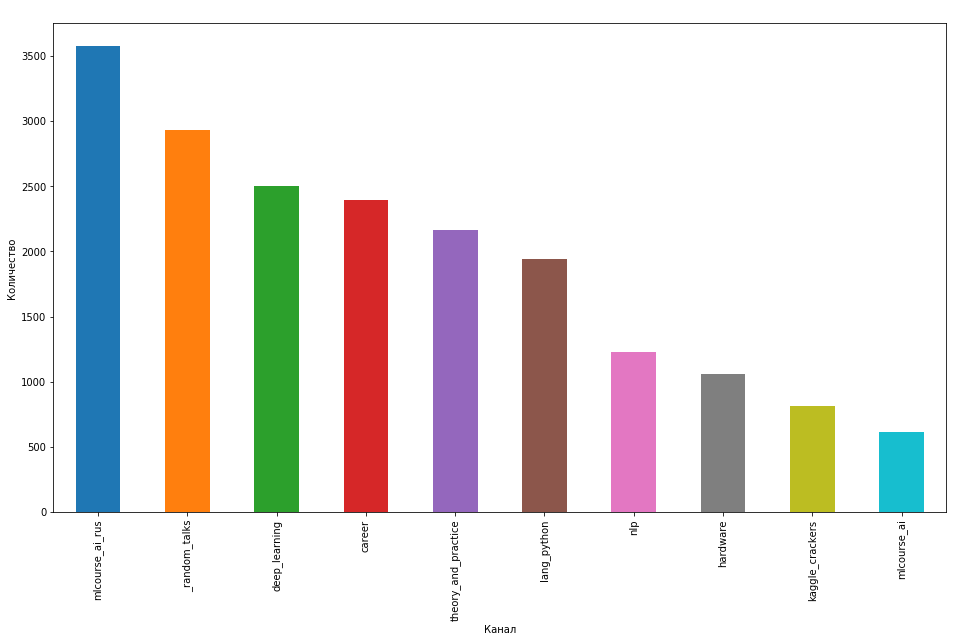 3500
3000
2500
2000
1500
1000
500
0
Количество
mlcourse_ai_rus
_random_talks
deep_learning
career
theory_and_practice
lang_python
nlp
hardware
kaggle_crackers
mlcourse_ai
Канал